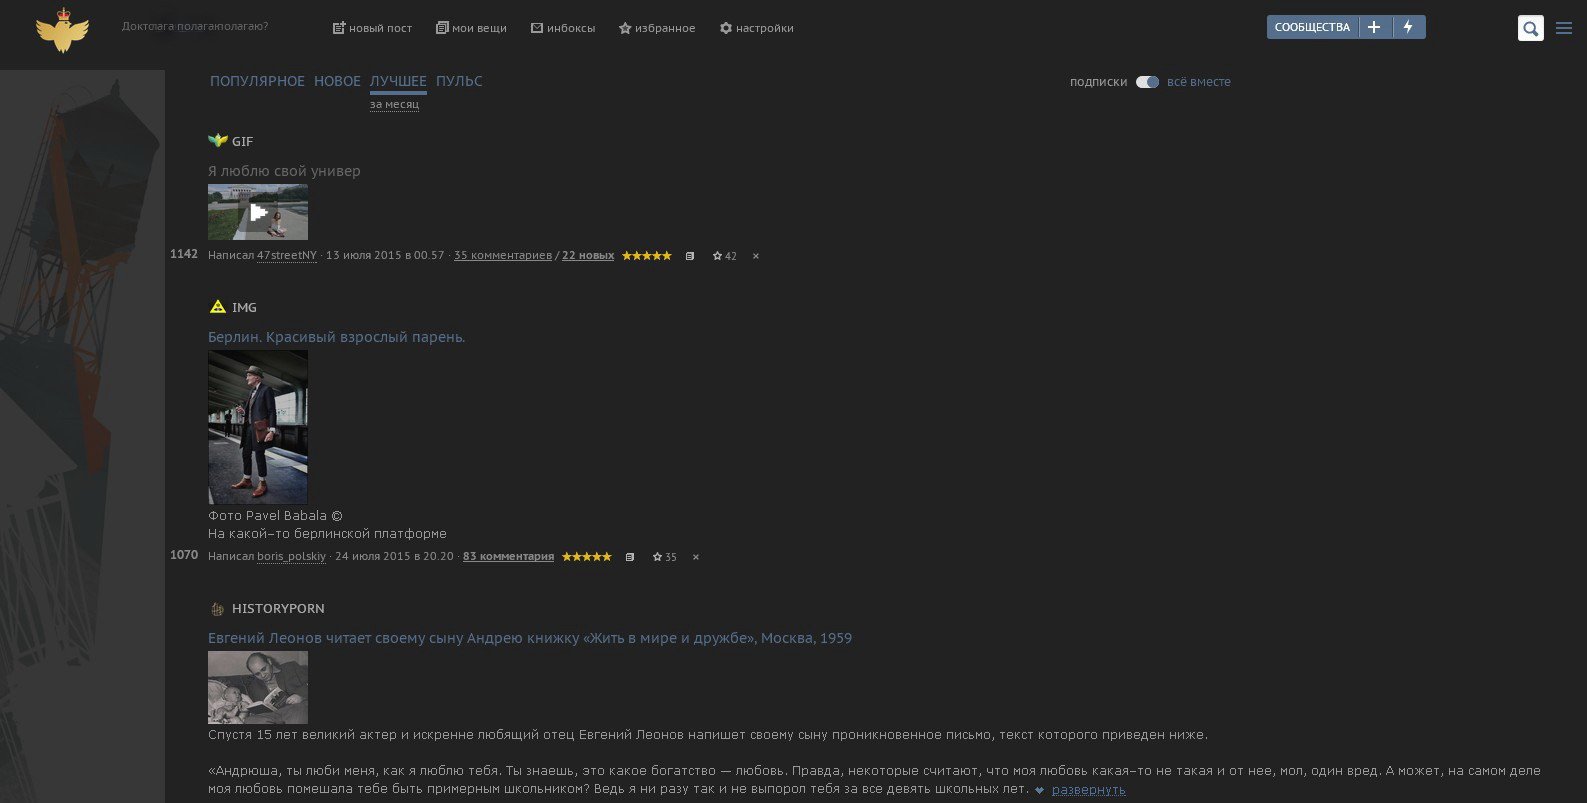 новый пост мои вещи инбоксы избранное настройки СООБЩЕСТВА
ПОПУЛЯРНОЕ НОВОЕ ЛУЧШЕЕ ПУЛЬС подписки всё вместе
за месяц
GIF
Я люблю свой универ
1142 Написал 47streetNY · 13 июля 2015 в 00.57 · 35 комментариев / 22 новых 42 ×
IMG
Берлин. Красивый взрослый парень.
Фото Pavel Babala ©
На какой-то берлинской платформе
1070 Написал boris_polskiy · 24 июля 2015 в 20.20 · 83 комментария 35 ×
HISTORYPORN
Евгений Леонов читает своему сыну Андрею книжку «Жить в мире и дружбе», Москва, 1959
Спустя 15 лет великий актер и искренне любящий отец Евгений Леонов напишет своему сыну проникновенное письмо, текст которого приведен ниже.
«Андрюша, ты люби меня, как я люблю тебя. Ты знаешь, это какое богатство — любовь. Правда, некоторые считают, что моя любовь какая-то не такая и от нее, мол, один вред. А может, на самом деле
моя любовь помешала тебе быть примерным школьником? Ведь я ни разу так и не выпорол тебя за все девять школьных лет. развернуть